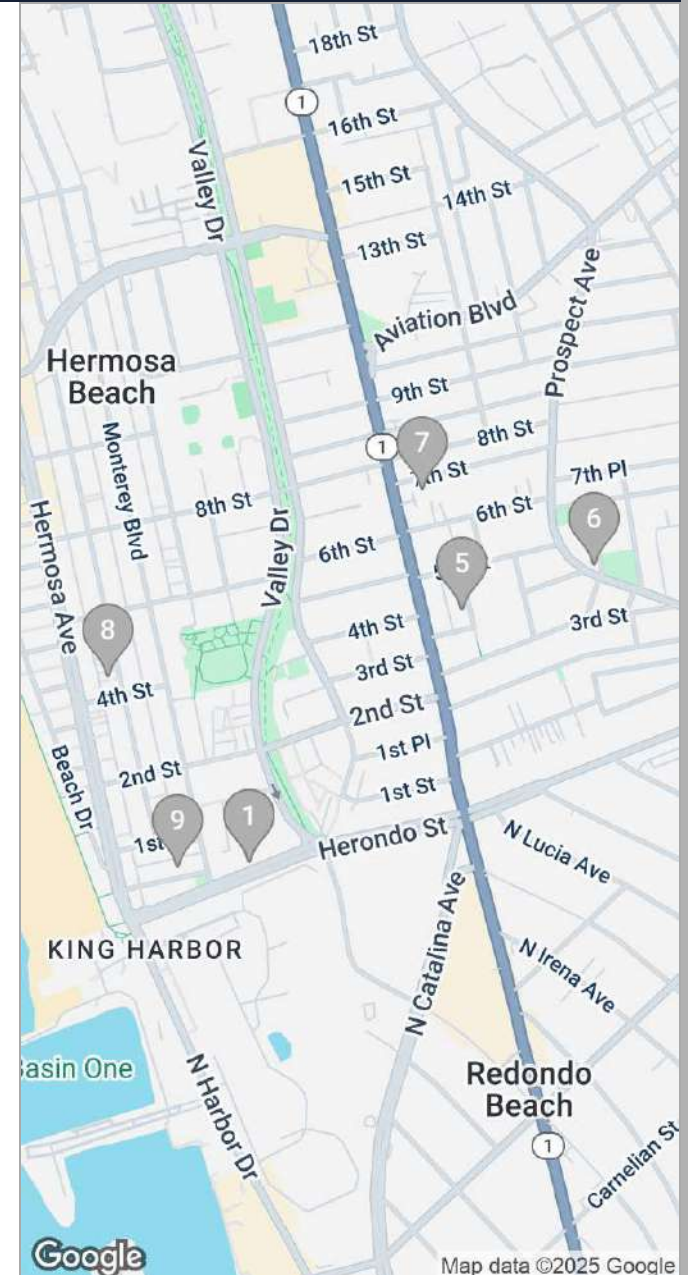 18th St
1
16th St
Valley Dr
15th St
14th St
13th St
Prospect Ave
Aviation Blvd
Hermosa
Beach
9th St
1
7
8th St
7th St
7th Pl
Monterey Blvd
8th St
6th St
6
Hermosa Ave
Valley Dr
6th St
5
8
4th St
3rd St
3rd St
4th St
2nd St
1st Pl
Beach Dr
2nd St
1st St
9
1
1st
Herondo St
N Lucia Ave
KING HARBOR
N Catalina Ave
N Irena Ave
Basin One
N Harbor Dr
Redondo
Beach
1
Carnelian St
Google
Map data ©2025 Google